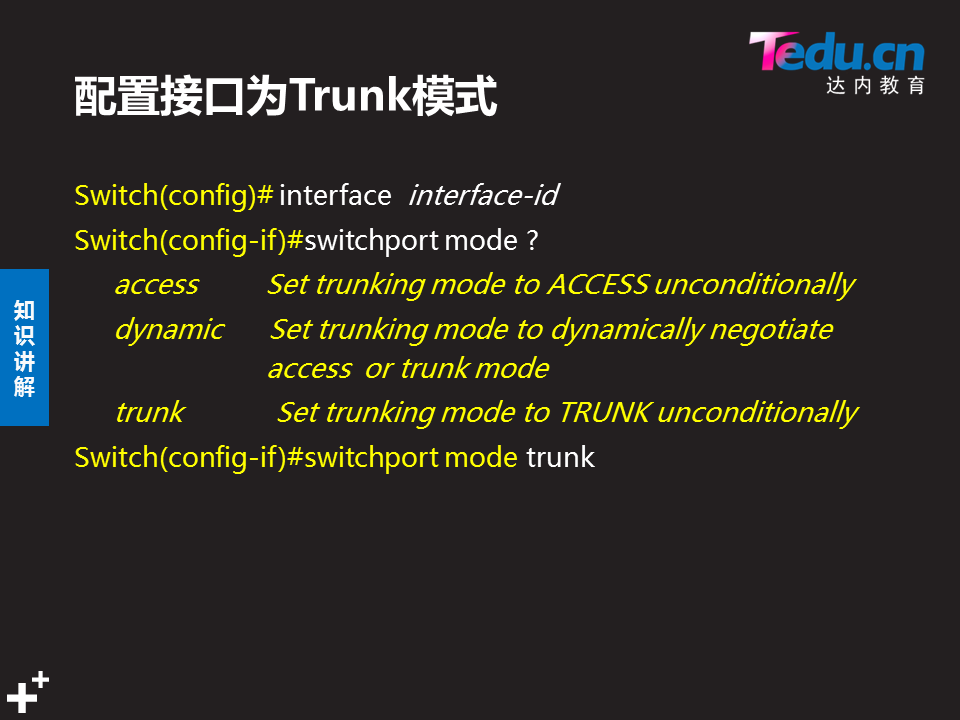 Tedu.cn
达内教育
配置接口为Trunk模式
Switch(config)# interface interface-id
Switch(config-if)#switchport mode ?
access Set trunking mode to ACCESS unconditionally
dynamic Set trunking mode to dynamically negotiate
access or trunk mode
trunk Set trunking mode to TRUNK unconditionally
Switch(config-if)#switchport mode trunk
知
识
讲
解